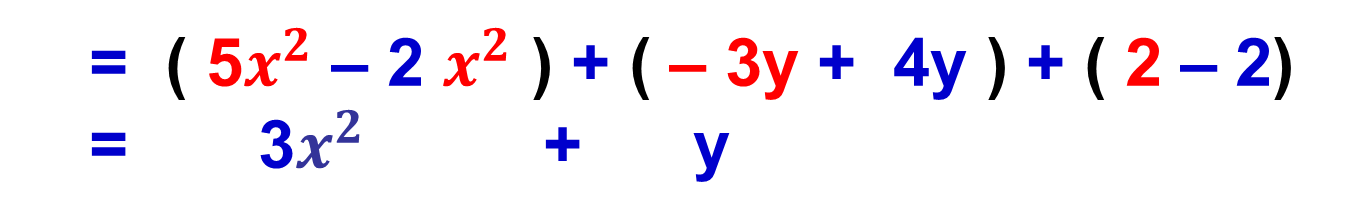 = ( 5x² – 2 x² ) + ( – 3y + 4y ) + ( 2 – 2)
= 3x² + y